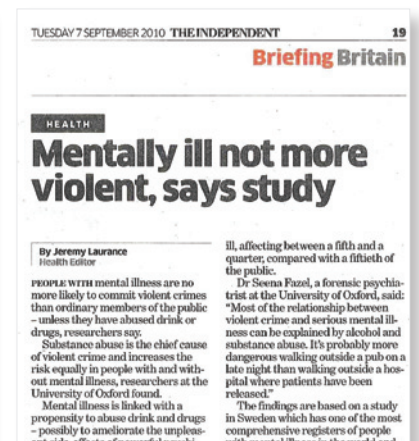 TUESDAY 7 SEPTEMBER 2010 THE INDEPENDENT 19
Briefing Britain
HEALTH
Mentally ill not more
violent, says study
By Jeremy Laurance
Health Editor
PEOPLE WITH mental illness are no
more likely to commit violent crimes
than ordinary members of the public
– unless they have abused drink or
drugs, researchers say.
Substance abuse is the chief cause
of violent crime and increases the
risk equally in people with and with-
out mental illness, researchers at the
University of Oxford found.
Mental illness is linked with a
propensity to abuse drink and drugs
– possibly to ameliorate the unpleas-
ill, affecting between a fifth and a
quarter, compared with a fiftieth of
the public.
Dr Seena Fazel, a forensic psychia-
trist at the University of Oxford, said:
"Most of the relationship between
violent crime and serious mental ill-
ness can be explained by alcohol and
substance abuse. It's probably more
dangerous walking outside a pub on a
late night than walking outside a hos-
pital where patients have been
released."
The findings are based on a study
in Sweden which has one of the most
comprehensive registers of people